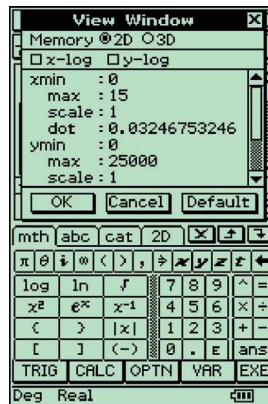 View Window
Memory 2D 3D
x-log y-log
xmin :0
max :15
scale :1
dot :0.03246753246
ymin :0
max :25000
scale :1
OK Cancel Default
mth abc cat 2D
π θ i ∞ ( ) , ⇒ x y z t ←
log ln √ 7 8 9 ^ =
x² eˣ x⁻¹ 4 5 6 × ÷
( ) |x| 1 2 3 + −
[ ] (−) 0 . E ans
TRIG CALC OPTN VAR EXE
Deg Real